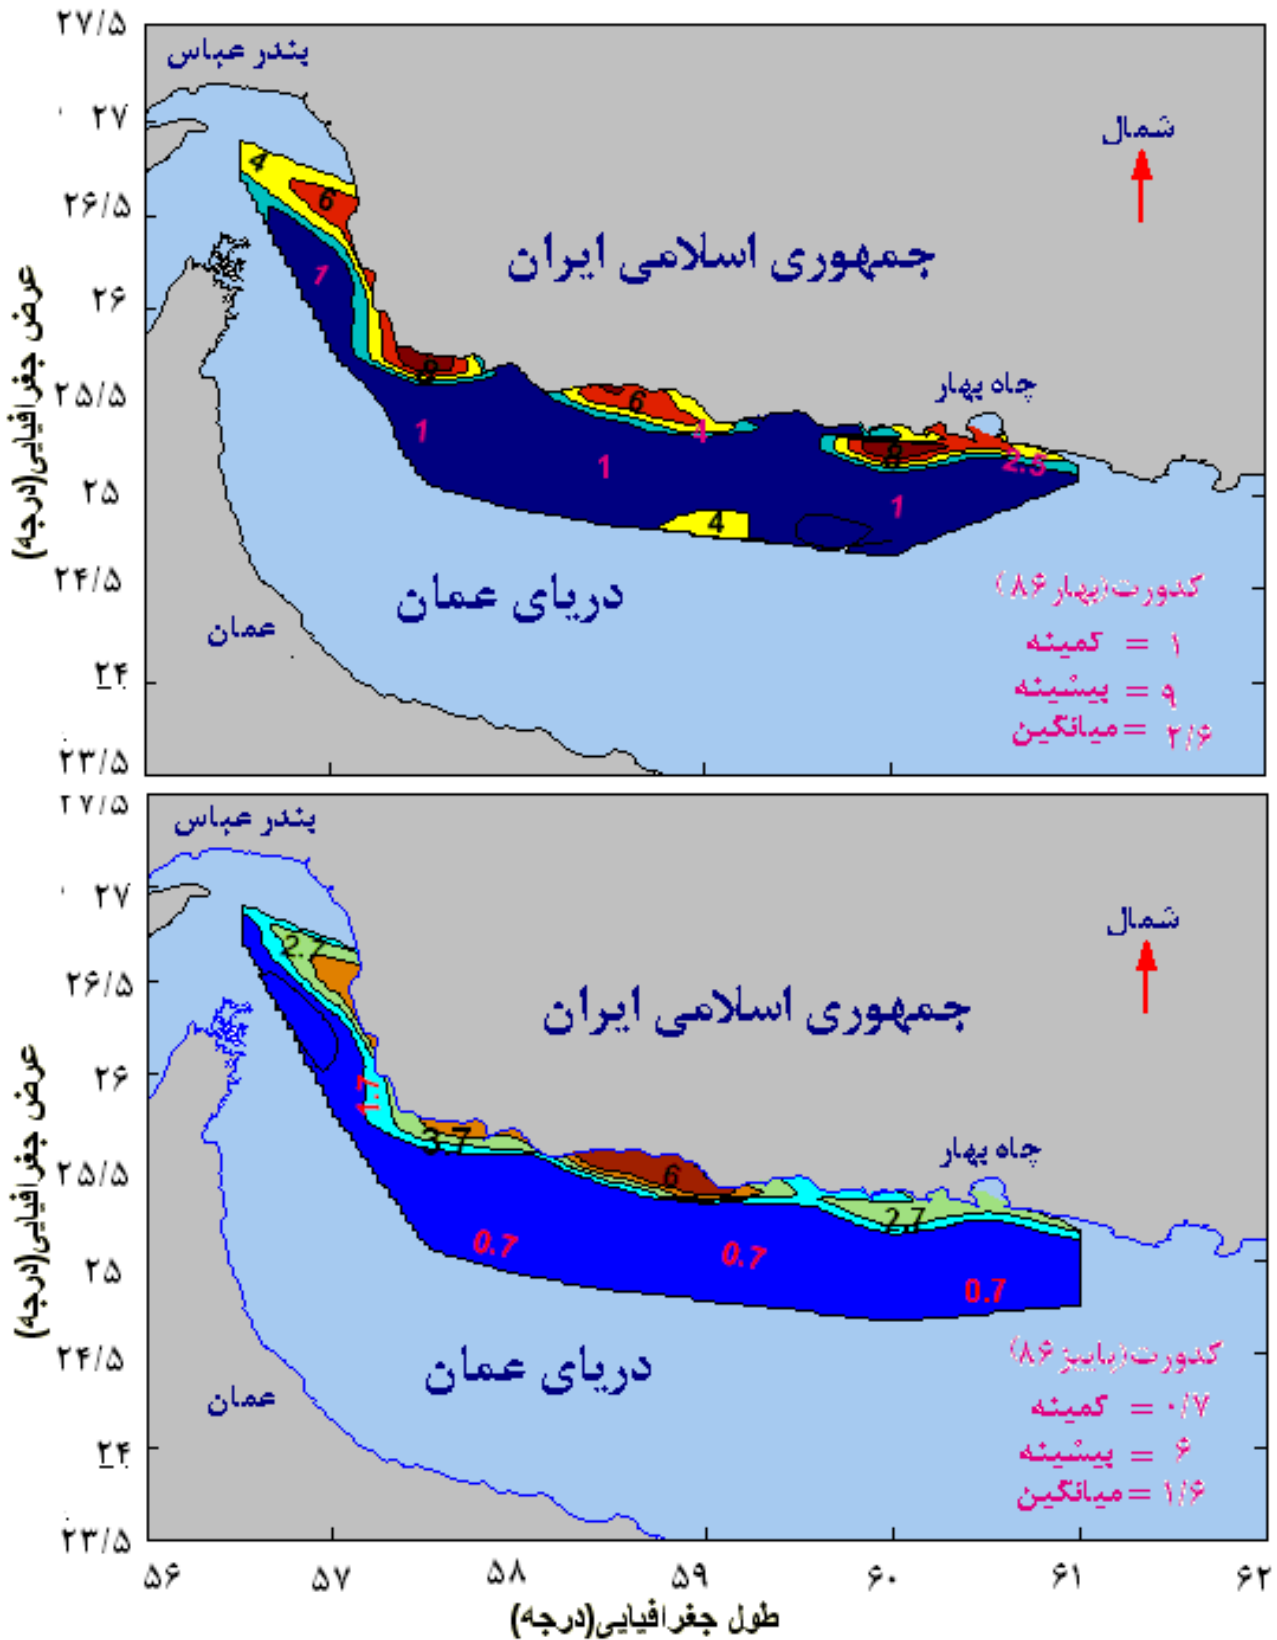 ۲۷/۵
بندر عباس
۲۷
شمال
4
۲۶/۵
6
جمهوری اسلامی ایران
1
۲۶
عرض جغرافیایی(درجه)
8
چاه بهار
۲۵/۵
6
1
4
8
2.5
1
۲۵
1
4
۲۴/۵
دریای عمان
کدورت(بهار ۸۶)
عمان
کمینه = ۱
۲۴
بیشینه = ۹
میانگین = ۲/۶
۲۳/۵
۲۷/۵
بندر عباس
۲۷
شمال
2.7
۲۶/۵
جمهوری اسلامی ایران
۲۶
1.7
عرض جغرافیایی(درجه)
3.7
چاه بهار
۲۵/۵
6
2.7
0.7
0.7
۲۵
0.7
۲۴/۵
دریای عمان
کدورت(پاییز ۸۶)
عمان
کمینه = ۰/۷
۲۴
بیشینه = ۶
میانگین = ۱/۶
۲۳/۵
۵۶ ۵۷ ۵۸ ۵۹ ۶۰ ۶۱ ۶۲
طول جغرافیایی(درجه)